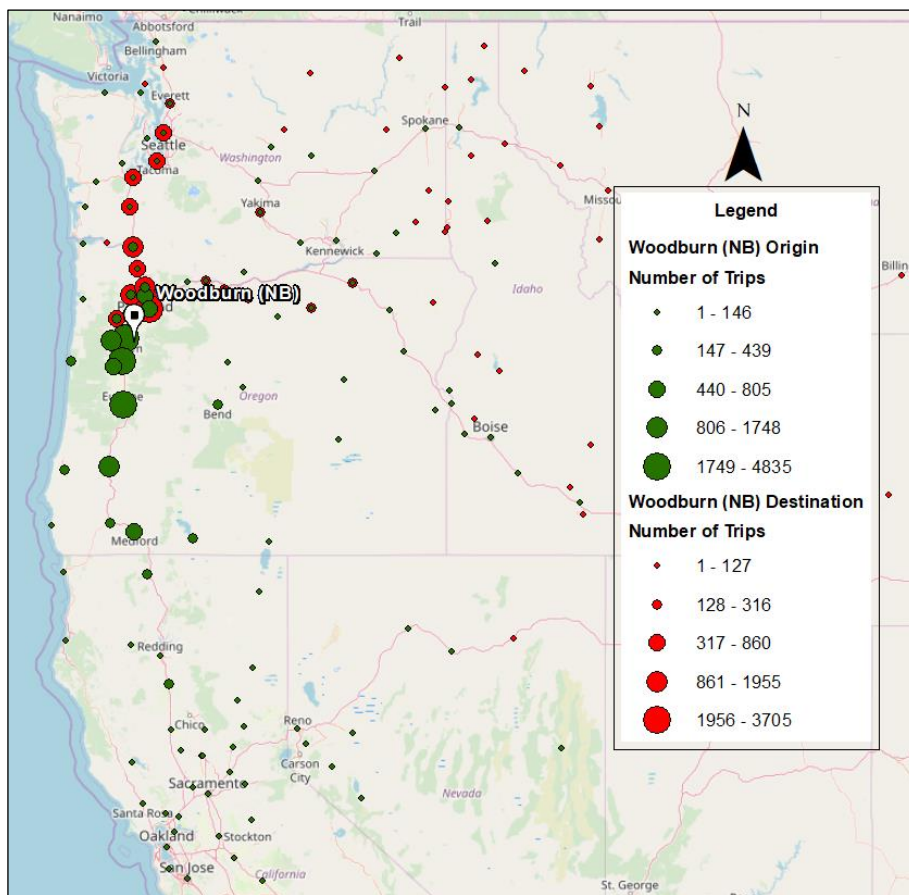 Nanaimo
Abbotsford
Trail
Bellingham
Victoria
Everett
Spokane
Seattle
Washington
Tacoma
Missou
Yakima
Kennewick
Idaho
Billin
Woodburn (NB)
Oregon
Bend
Boise
Medford
Redding
Chico
Reno
Carson
City
Sacramento
Nevada
Santa Rosa
Oakland
Stockton
San Jose
California
St. George
N
Legend
Woodburn (NB) Origin
Number of Trips
1 - 146
147 - 439
440 - 805
806 - 1748
1749 - 4835
Woodburn (NB) Destination
Number of Trips
1 - 127
128 - 316
317 - 860
861 - 1955
1956 - 3705